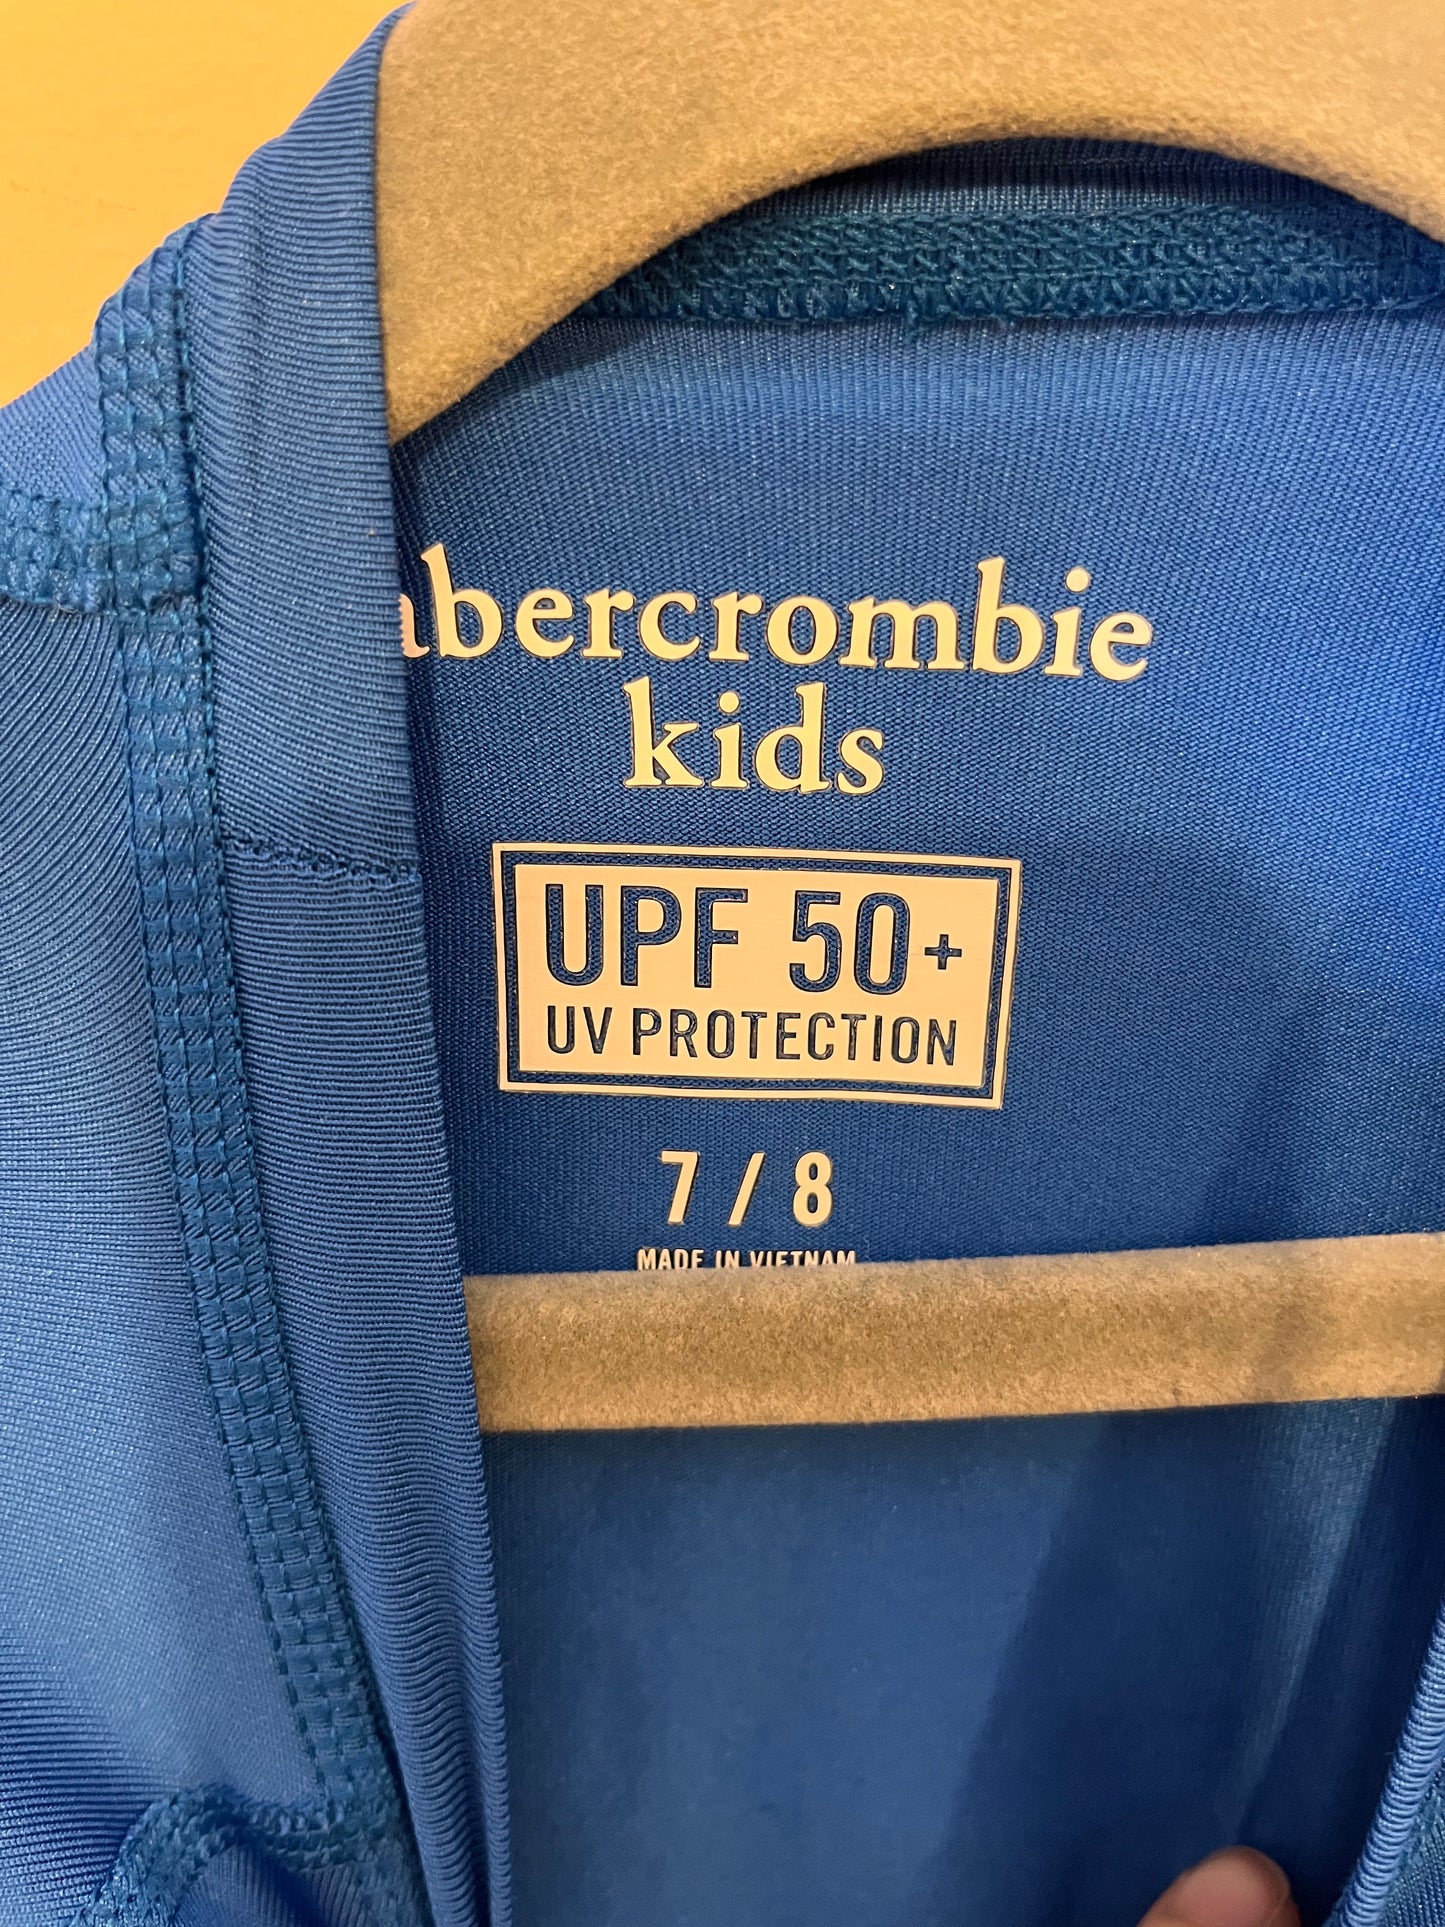 abercrombie
kids
UPF 50+
UV PROTECTION
7 / 8
MADE IN VIETNAM